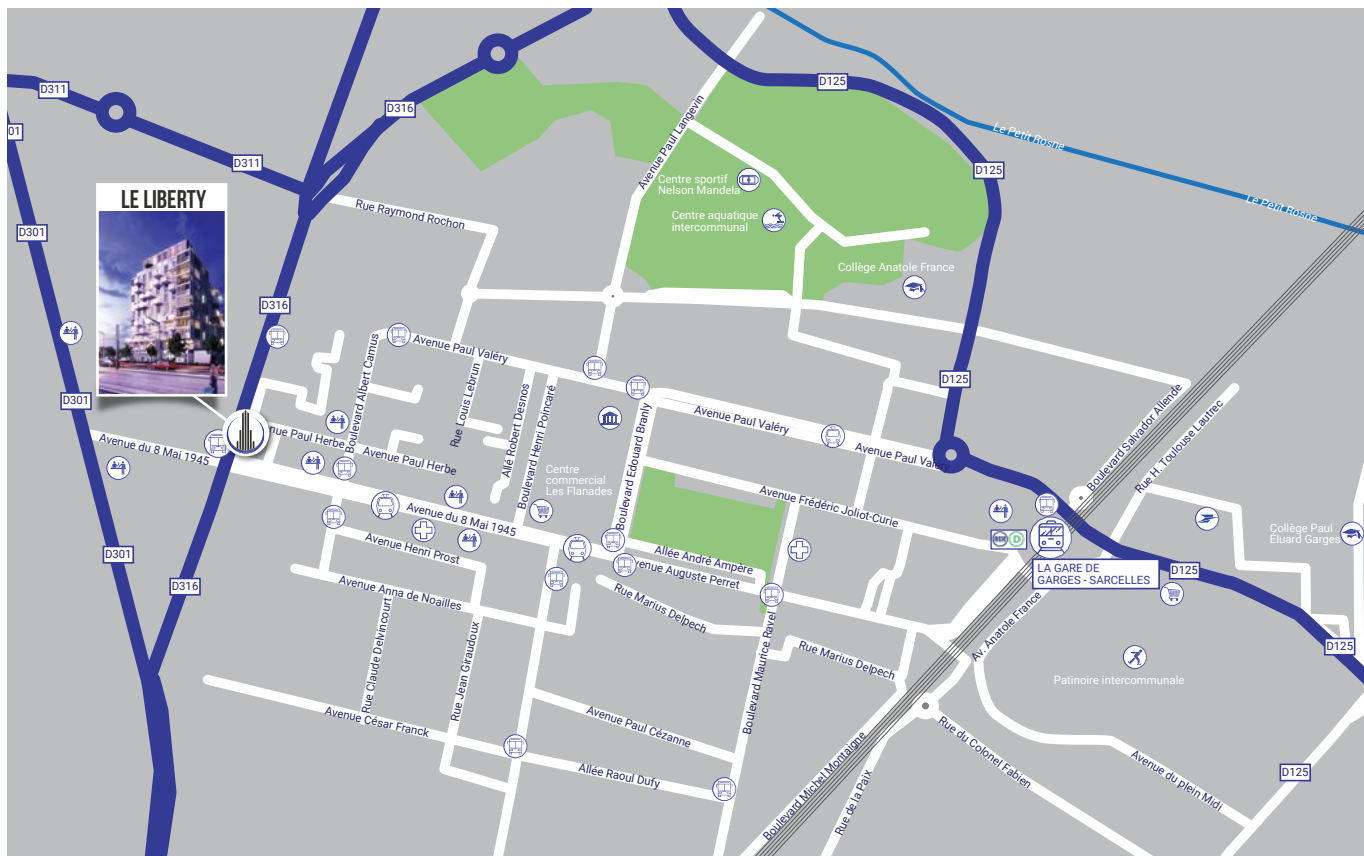 D311
D316
D125
01
D311
D125
Le Petit Rosne
Le Petit Rosne
Avenue Paul Langevin
Centre sportif
Nelson Mandela
Centre aquatique
intercommunal
LE LIBERTY
Rue Raymond Rochon
D301
Collège Anatole France
D316
Avenue Paul Valéry
Boulevard Albert Camus
Rue Louis Lebrun
Allé Robert Desnos
Boulevard Henri Poincaré
Boulevard Edouard Branly
D125
D301
Avenue Paul Valéry
Avenue Paul Valéry
Boulevard Salvador Allende
Rue H. Toulouse Lautrec
nue Paul Herbe
Avenue Paul Herbe
Avenue du 8 Mai 1945
Centre
commercial
Les Flanades
Avenue Frédéric Joliot-Curie
Avenue du 8 Mai 1945
Collège Paul
Éluard Garges
RER
D
D301
Avenue Henri Prost
Allée André Ampère
venue Auguste Perret
LA GARE DE
GARGES - SARCELLES
D125
D316
Avenue Anna de Noailles
Rue Marius Delpech
Rue Marius Delpech
Av. Anatole France
Rue Claude Delvincourt
Rue Jean Giraudoux
Boulevard Maurice Ravel
D125
Patinoire intercommunale
Avenue César Franck
Avenue Paul Cézanne
Allée Raoul Dufy
Boulevard Michel Montaigne
Rue de la Paix
Rue du Colonel Fabien
Avenue du plein Midi
D125